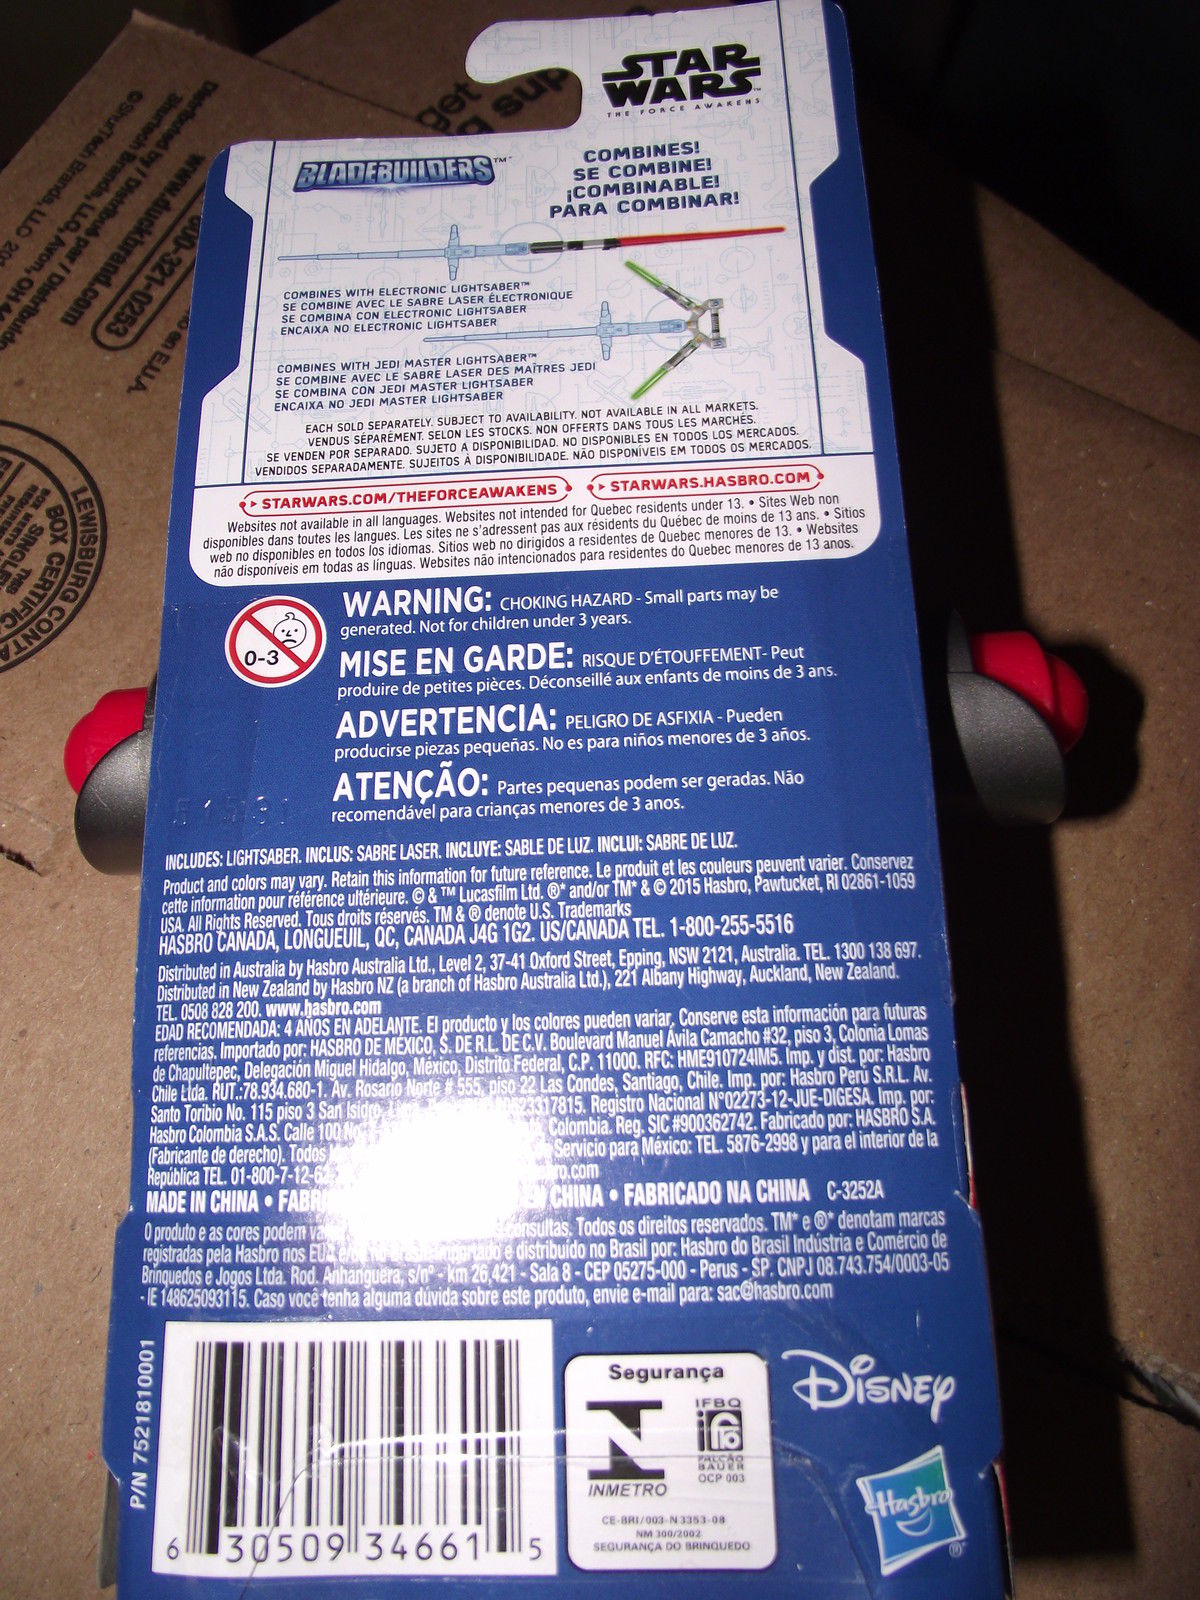 STAR
WARS™
THE FORCE AWAKENS
BLADEBUILDERS™
COMBINES!
SE COMBINE!
¡COMBINABLE!
PARA COMBINAR!
COMBINES WITH ELECTRONIC LIGHTSABER™
SE COMBINE AVEC LE SABRE LASER ÉLECTRONIQUE
SE COMBINA CON ELECTRONIC LIGHTSABER
ENCAIXA NO ELECTRONIC LIGHTSABER
COMBINES WITH JEDI MASTER LIGHTSABER™
SE COMBINE AVEC LE SABRE LASER DES MAÎTRES JEDI
SE COMBINA CON JEDI MASTER LIGHTSABER
ENCAIXA NO JEDI MASTER LIGHTSABER
EACH SOLD SEPARATELY. SUBJECT TO AVAILABILITY. NOT AVAILABLE IN ALL MARKETS.
VENDUS SÉPARÉMENT. SELON LES STOCKS. NON OFFERTS DANS TOUS LES MARCHÉS.
SE VENDEN POR SEPARADO. SUJETO A DISPONIBILIDAD. NO DISPONIBLES EN TODOS LOS MERCADOS.
VENDIDOS SEPARADAMENTE. SUJEITOS À DISPONIBILIDADE. NÃO DISPONÍVEIS EM TODOS OS MERCADOS.
STARWARS.COM/THEFORCEAWAKENS
STARWARS.HASBRO.COM
Websites not available in all languages. Websites not intended for Quebec residents under 13. • Sites Web non
disponibles dans toutes les langues. Les sites ne s'adressent pas aux résidents du Québec de moins de 13 ans. • Sitios
web no disponibles en todos los idiomas. Sitios web no dirigidos a residentes de Quebec menores de 13. • Websites
não disponíveis em todas as línguas. Websites não intencionados para residentes do Quebec menores de 13 anos.
0-3
WARNING: CHOKING HAZARD - Small parts may be
generated. Not for children under 3 years.
MISE EN GARDE: RISQUE D'ÉTOUFFEMENT- Peut
produire de petites pièces. Déconseillé aux enfants de moins de 3 ans.
ADVERTENCIA: PELIGRO DE ASFIXIA - Pueden
producirse piezas pequeñas. No es para niños menores de 3 años.
ATENÇÃO: Partes pequenas podem ser geradas. Não
recomendável para crianças menores de 3 anos.
INCLUDES: LIGHTSABER. INCLUS: SABRE LASER. INCLUYE: SABLE DE LUZ. INCLUI: SABRE DE LUZ.
Product and colors may vary. Retain this information for future reference. Le produit et les couleurs peuvent varier. Conservez
cette information pour référence ultérieure. © & ™ Lucasfilm Ltd. ®* and/or TM* & © 2015 Hasbro, Pawtucket, RI 02861-1059
USA. All Rights Reserved. Tous droits réservés. TM & ® denote U.S. Trademarks
HASBRO CANADA, LONGUEUIL, QC, CANADA J4G 1G2. US/CANADA TEL. 1-800-255-5516
Distributed in Australia by Hasbro Australia Ltd., Level 2, 37-41 Oxford Street, Epping, NSW 2121, Australia. TEL. 1300 138 697.
Distributed in New Zealand by Hasbro NZ (a branch of Hasbro Australia Ltd.), 221 Albany Highway, Auckland, New Zealand.
TEL. 0508 828 200. www.hasbro.com
EDAD RECOMENDADA: 4 AÑOS EN ADELANTE. El producto y los colores pueden variar. Conserve esta información para futuras
referencias. Importado por: HASBRO DE MEXICO, S. DE R.L. DE C.V. Boulevard Manuel Ávila Camacho #32, piso 3, Colonia Lomas
de Chapultepec, Delegación Miguel Hidalgo, México, Distrito Federal, C.P. 11000. RFC: HME910724IM5. Imp. y dist. por: Hasbro
Chile Ltda. RUT.:78.934.680-1. Av. Rosario Norte # 555, piso 22 Las Condes, Santiago, Chile. Imp. por: Hasbro Perú S.R.L. Av.
Santo Toribio No. 115 piso 3 San Isidro, 23317815. Registro Nacional N°02273-12-JUE-DIGESA. Imp. por:
Hasbro Colombia S.A.S. Calle 100 No. Colombia. Reg. SIC #900362742. Fabricado por: HASBRO S.A.
(Fabricante de derecho). Todos Servicio para México: TEL. 5876-2998 y para el interior de la
República TEL. 01-800-7-12-62
MADE IN CHINA • CHINA • FABRICADO NA CHINA C-3252A
O produto e as cores podem consultas. Todos os direitos reservados. TM* e ®* denotam marcas
registradas pela Hasbro nos EUA importado e distribuído no Brasil por: Hasbro do Brasil Indústria e Comércio de
Brinquedos e Jogos Ltda. Rod. Anhanguera, s/nº - km 26,421 - Sala 8 - CEP 05275-000 - Perus - SP. CNPJ 08.743.754/0003-05
- IE 148625093115. Caso você tenha alguma dúvida sobre este produto, envie e-mail para: sac@hasbro.com
P/N 7521810001
6 30509 34661 5
Segurança
INMETRO
IFBQ
FALCÃO
BAUER
OCP 003
CE-BRI/003-N 3353-08
NM 300/2002
SEGURANÇA DO BRINQUEDO
DISNEY
Hasbro
®
get
sup
©ShurTech Brands, LLC
ShurTech Brands, LLC, Avon, OH
Distributed by / Distribué par / Distribuido
www.duckbrand.com
800-321-0253
LEWISBURG
BOX CERTIFIC